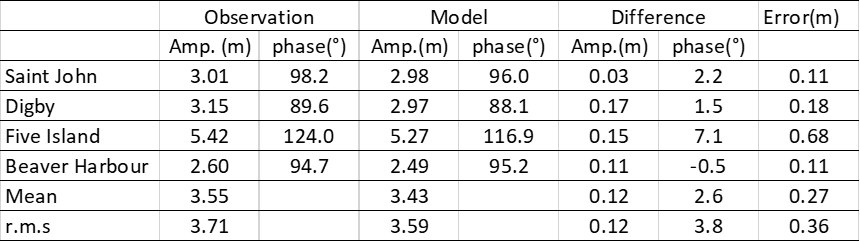 Observation Model Difference Error(m)
Amp. (m) phase(°) Amp.(m) phase(°) Amp.(m) phase(°)
Saint John 3.01 98.2 2.98 96.0 0.03 2.2 0.11
Digby 3.15 89.6 2.97 88.1 0.17 1.5 0.18
Five Island 5.42 124.0 5.27 116.9 0.15 7.1 0.68
Beaver Harbour 2.60 94.7 2.49 95.2 0.11 -0.5 0.11
Mean 3.55 3.43 0.12 2.6 0.27
r.m.s 3.71 3.59 0.12 3.8 0.36